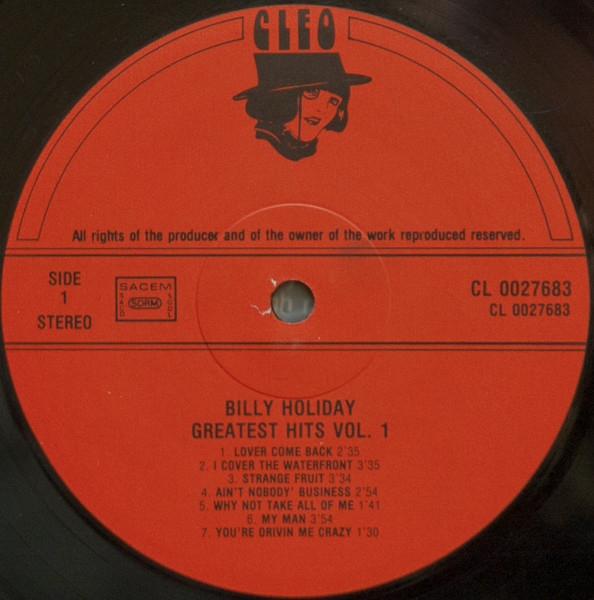 CLEO
All rights of the producer and of the owner of the work reproduced reserved.
SIDE
1
STEREO
SACEM
SACD
SDRM
SGDL
CL 0027683
CL 0027683
BILLY HOLIDAY
GREATEST HITS VOL. 1
1. LOVER COME BACK 2'35
2. I COVER THE WATERFRONT 3'35
3. STRANGE FRUIT 3'34
4. AIN'T NOBODY' BUSINESS 2'54
5. WHY NOT TAKE ALL OF ME 1'41
6. MY MAN 3'54
7. YOU'RE ORIVIN ME CRAZY 1'30